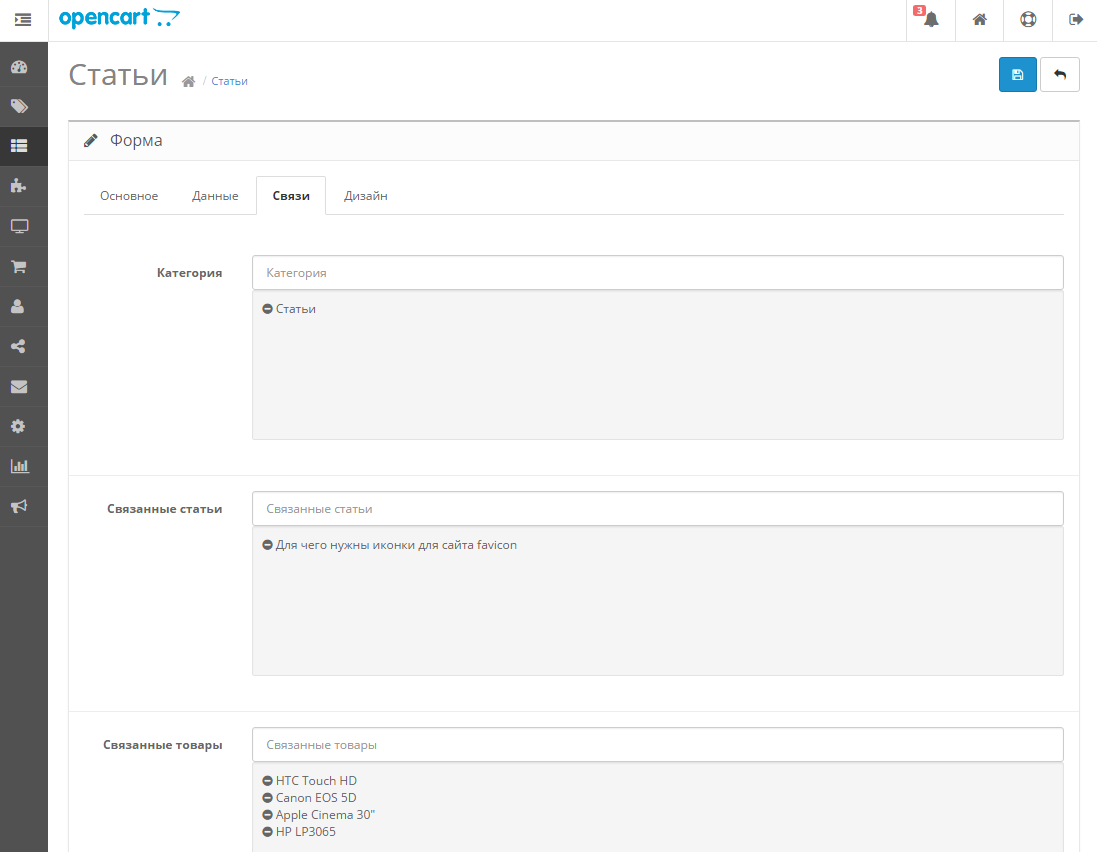 opencart
3
Статьи / Статьи
Форма
Основное Данные Связи Дизайн
Категория Категория
Статьи
Связанные статьи Связанные статьи
Для чего нужны иконки для сайта favicon
Связанные товары Связанные товары
HTC Touch HD
Canon EOS 5D
Apple Cinema 30"
HP LP3065